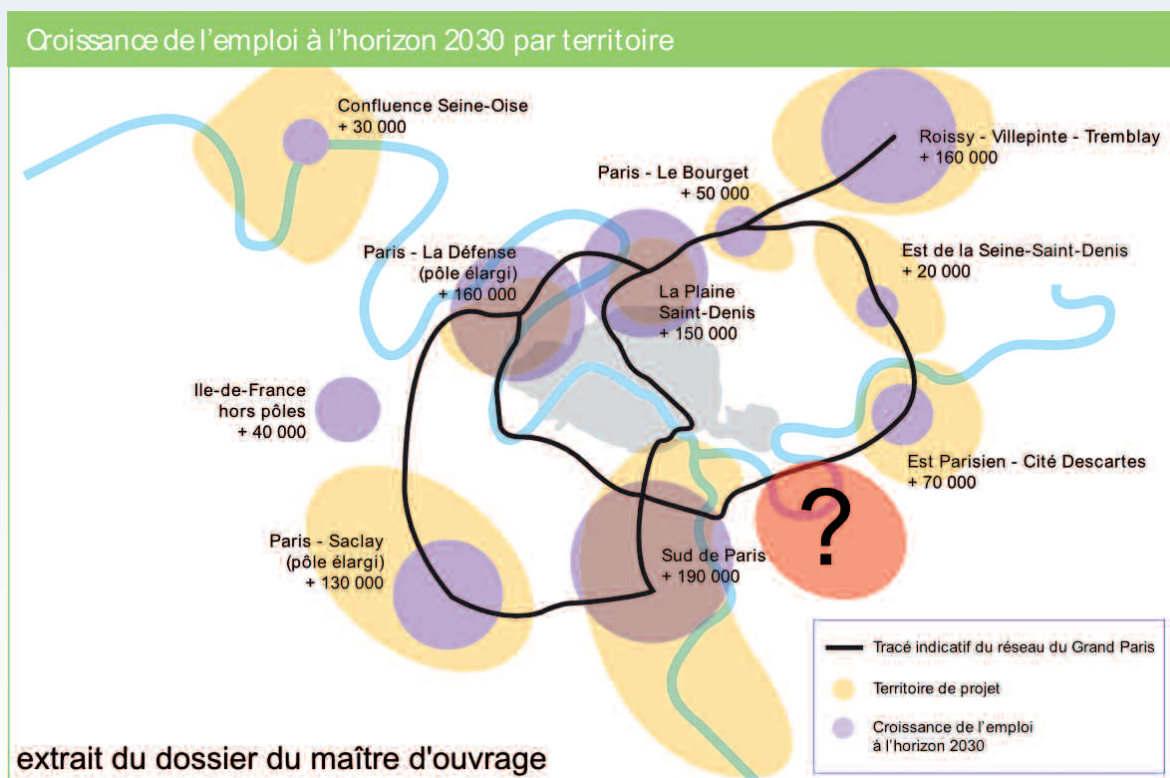 Croissance de l'emploi à l'horizon 2030 par territoire
Confluence Seine-Oise
+ 30 000
Roissy - Villepinte - Tremblay
+ 160 000
Paris - Le Bourget
+ 50 000
Paris - La Défense
(pôle élargi)
+ 160 000
Est de la Seine-Saint-Denis
+ 20 000
La Plaine
Saint-Denis
+ 150 000
Ile-de-France
hors pôles
+ 40 000
Est Parisien - Cité Descartes
+ 70 000
?
Paris - Saclay
(pôle élargi)
+ 130 000
Sud de Paris
+ 190 000
Tracé indicatif du réseau du Grand Paris
Territoire de projet
Croissance de l'emploi
à l'horizon 2030
extrait du dossier du maître d'ouvrage